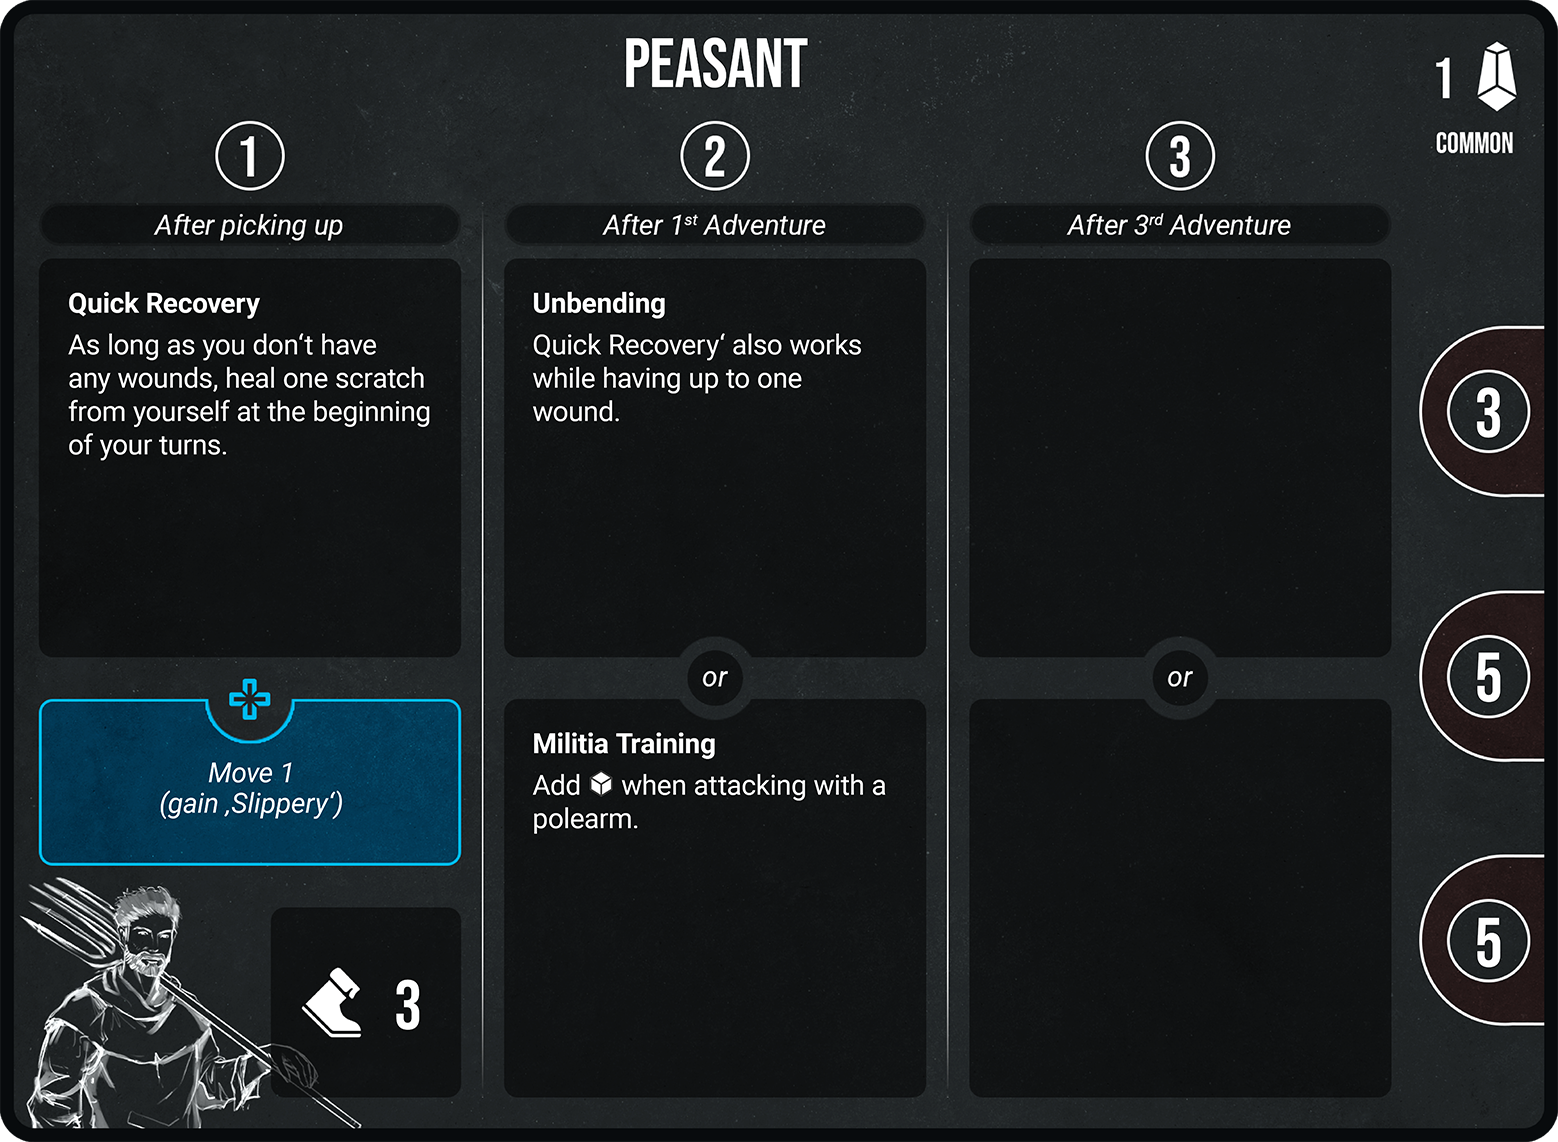 PEASANT
1
COMMON
1
2
3
After picking up
After 1st Adventure
After 3rd Adventure
Quick Recovery
As long as you don‘t have
any wounds, heal one scratch
from yourself at the beginning
of your turns.
Move 1
(gain ‚Slippery‘)
3
Unbending
Quick Recovery‘ also works
while having up to one
wound.
or
Militia Training
Add when attacking with a
polearm.
or
3
5
5